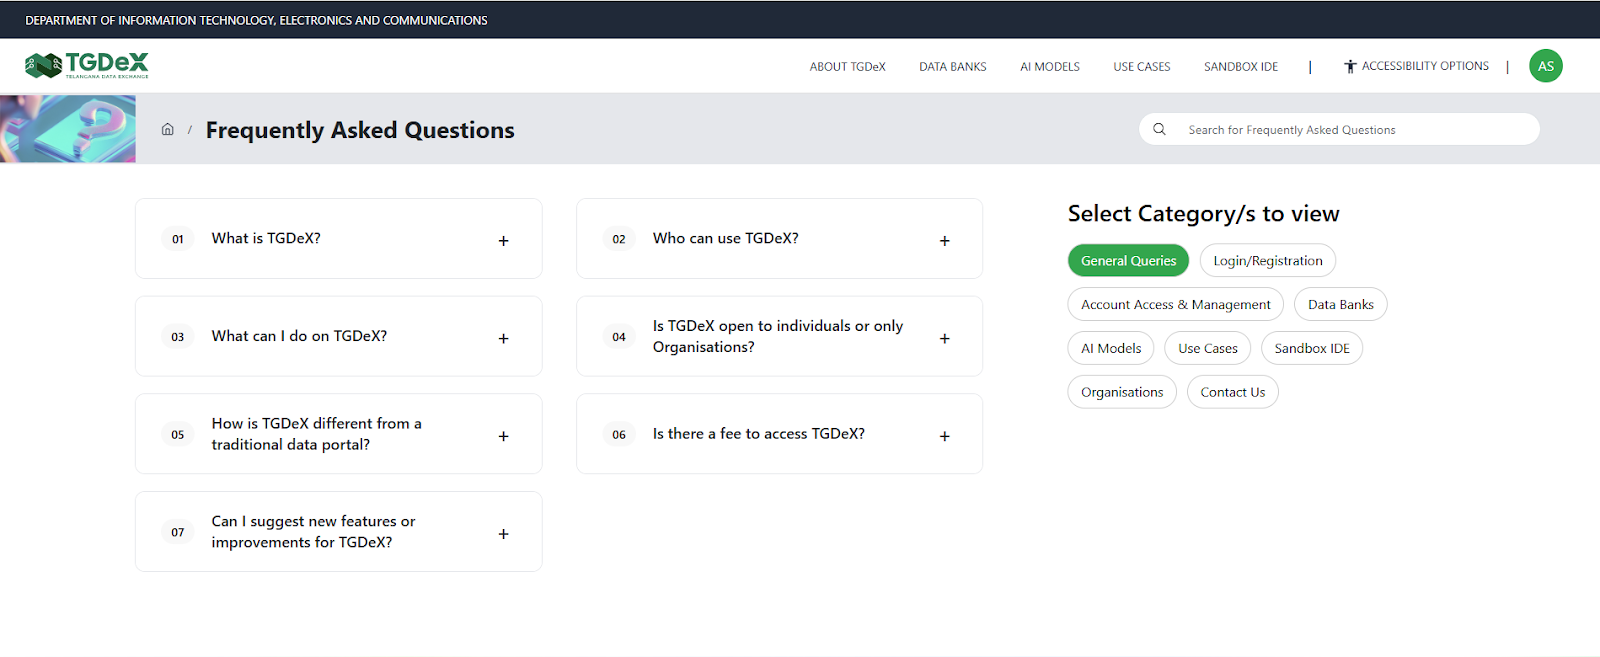 DEPARTMENT OF INFORMATION TECHNOLOGY, ELECTRONICS AND COMMUNICATIONS
TGDeX
TELANGANA DATA EXCHANGE
ABOUT TGDeX
DATA BANKS
AI MODELS
USE CASES
SANDBOX IDE
|
ACCESSIBILITY OPTIONS
|
AS
/ Frequently Asked Questions
Search for Frequently Asked Questions
01 What is TGDeX? +
02 Who can use TGDeX? +
03 What can I do on TGDeX? +
04 Is TGDeX open to individuals or only
Organisations? +
05 How is TGDeX different from a
traditional data portal? +
06 Is there a fee to access TGDeX? +
07 Can I suggest new features or
improvements for TGDeX? +
Select Category/s to view
General Queries
Login/Registration
Account Access & Management
Data Banks
AI Models
Use Cases
Sandbox IDE
Organisations
Contact Us